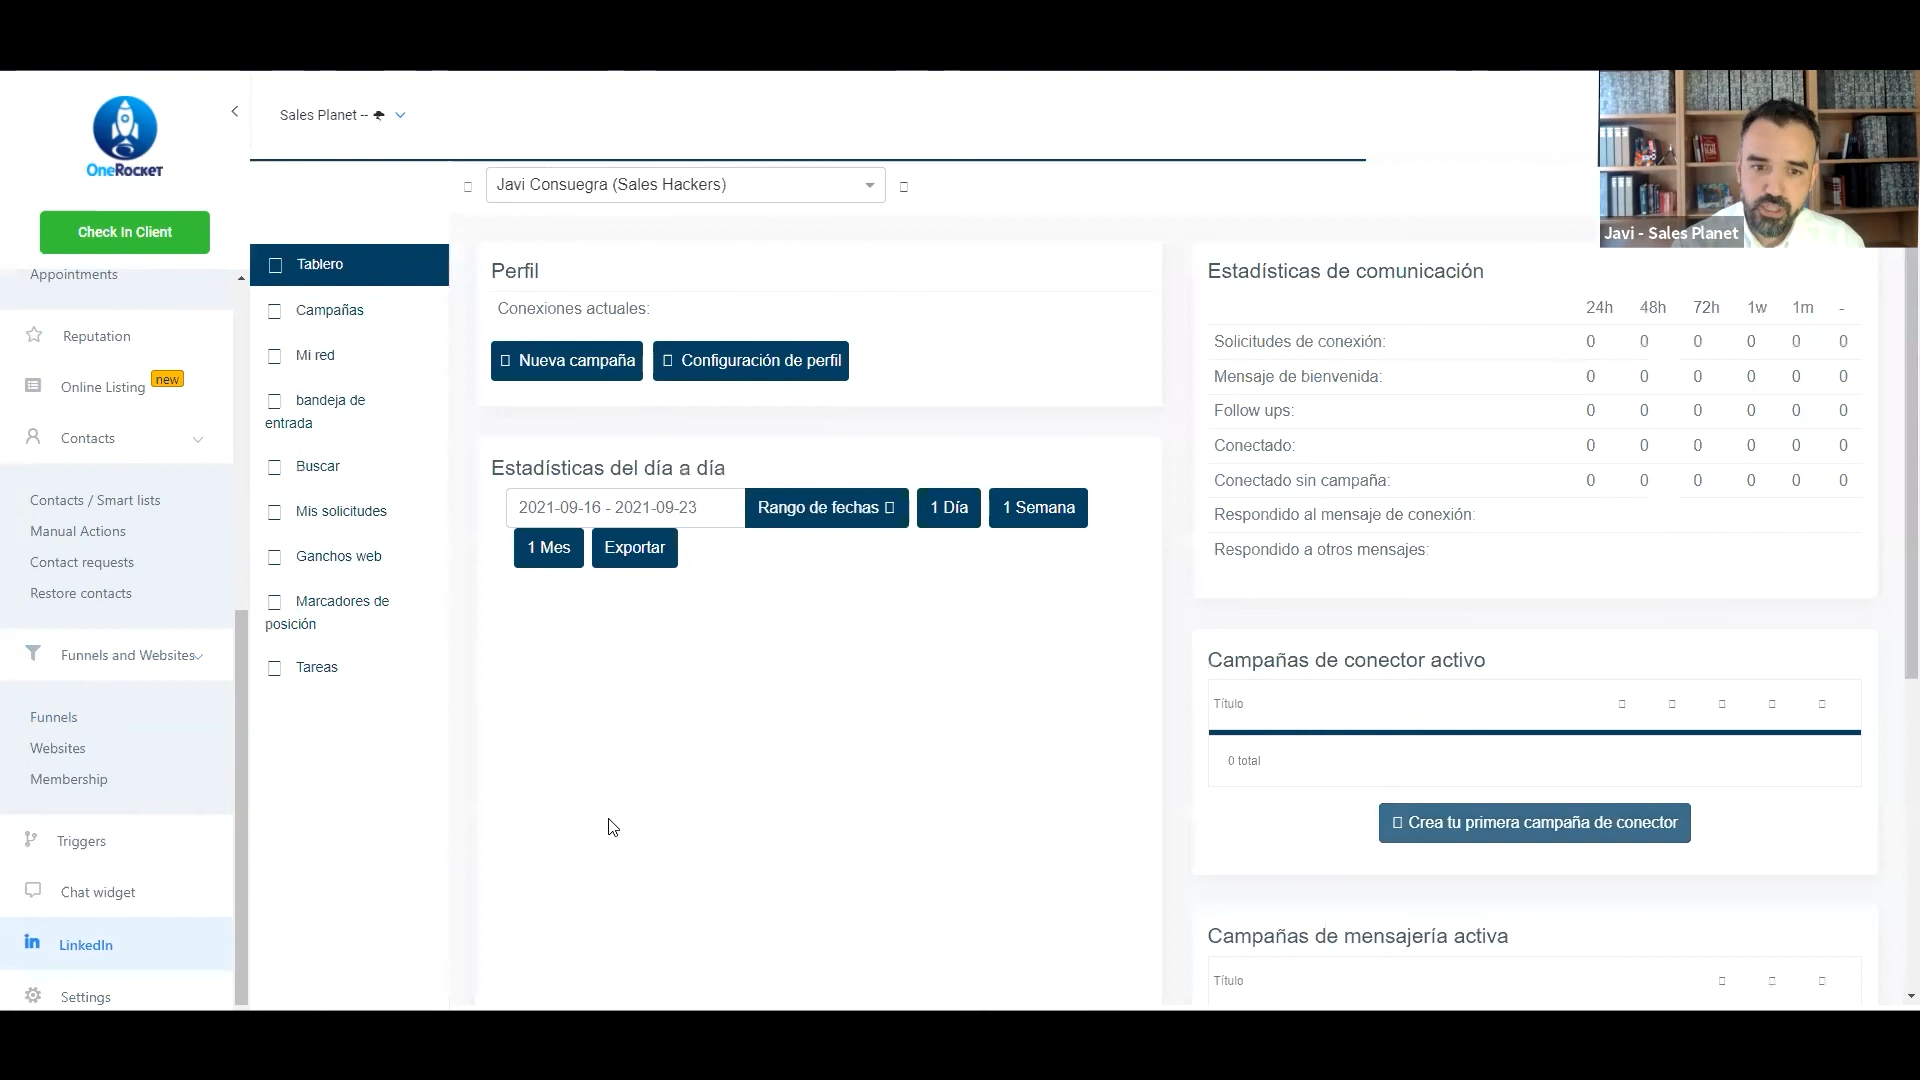 OneRocket
Check In Client
Appointments
Reputation
Online Listing new
Contacts
Contacts / Smart lists
Manual Actions
Contact requests
Restore contacts
Funnels and Websites
Funnels
Websites
Membership
Triggers
Chat widget
LinkedIn
Settings
Sales Planet --
Javi Consuegra (Sales Hackers)
Tablero
Campañas
Mi red
bandeja de
entrada
Buscar
Mis solicitudes
Ganchos web
Marcadores de
posición
Tareas
Perfil
Conexiones actuales:
Nueva campaña
Configuración de perfil
Estadísticas del día a día
2021-09-16 - 2021-09-23
Rango de fechas
1 Día
1 Semana
1 Mes
Exportar
Javi - Sales Planet
Estadísticas de comunicación
24h 48h 72h 1w 1m -
Solicitudes de conexión: 0 0 0 0 0 0
Mensaje de bienvenida: 0 0 0 0 0 0
Follow ups: 0 0 0 0 0 0
Conectado: 0 0 0 0 0 0
Conectado sin campaña: 0 0 0 0 0 0
Respondido al mensaje de conexión:
Respondido a otros mensajes:
Campañas de conector activo
Título
0 total
Crea tu primera campaña de conector
Campañas de mensajería activa
Título